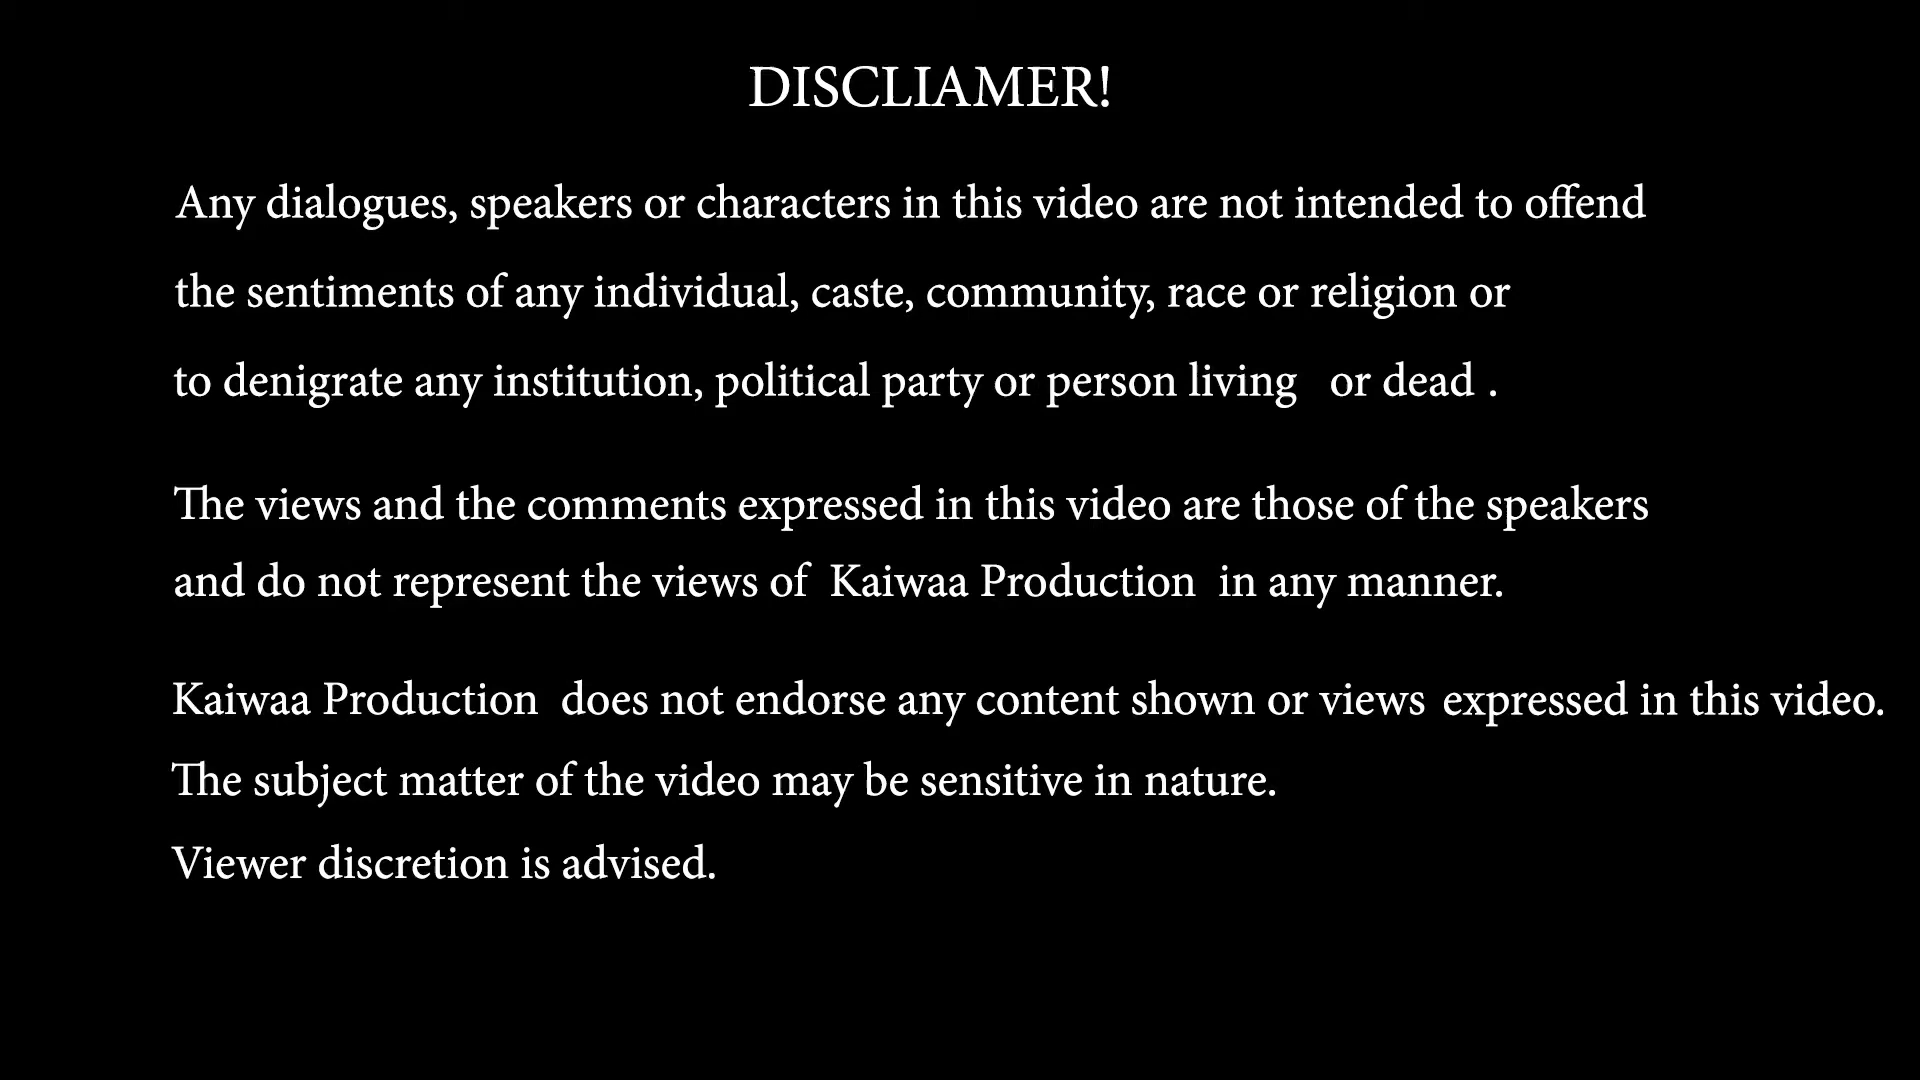 DISCLIAMER!
Any dialogues, speakers or characters in this video are not intended to offend
the sentiments of any individual, caste, community, race or religion or
to denigrate any institution, political party or person living or dead .
The views and the comments expressed in this video are those of the speakers
and do not represent the views of Kaiwaa Production in any manner.
Kaiwaa Production does not endorse any content shown or views expressed in this video.
The subject matter of the video may be sensitive in nature.
Viewer discretion is advised.